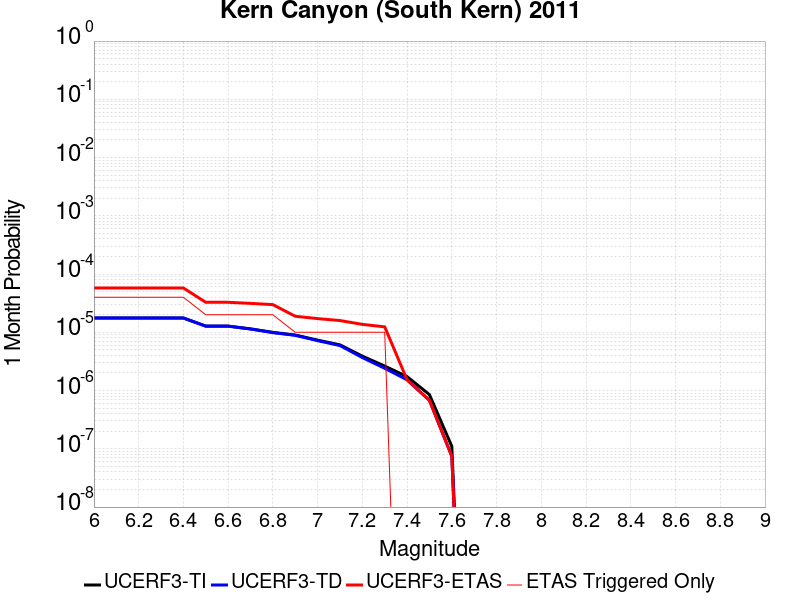 Kern Canyon (South Kern) 2011
1 Month Probability
10^0
10^-1
10^-2
10^-3
10^-4
10^-5
10^-6
10^-7
10^-8
6 6.2 6.4 6.6 6.8 7 7.2 7.4 7.6 7.8 8 8.2 8.4 8.6 8.8 9
Magnitude
UCERF3-TI UCERF3-TD UCERF3-ETAS ETAS Triggered Only